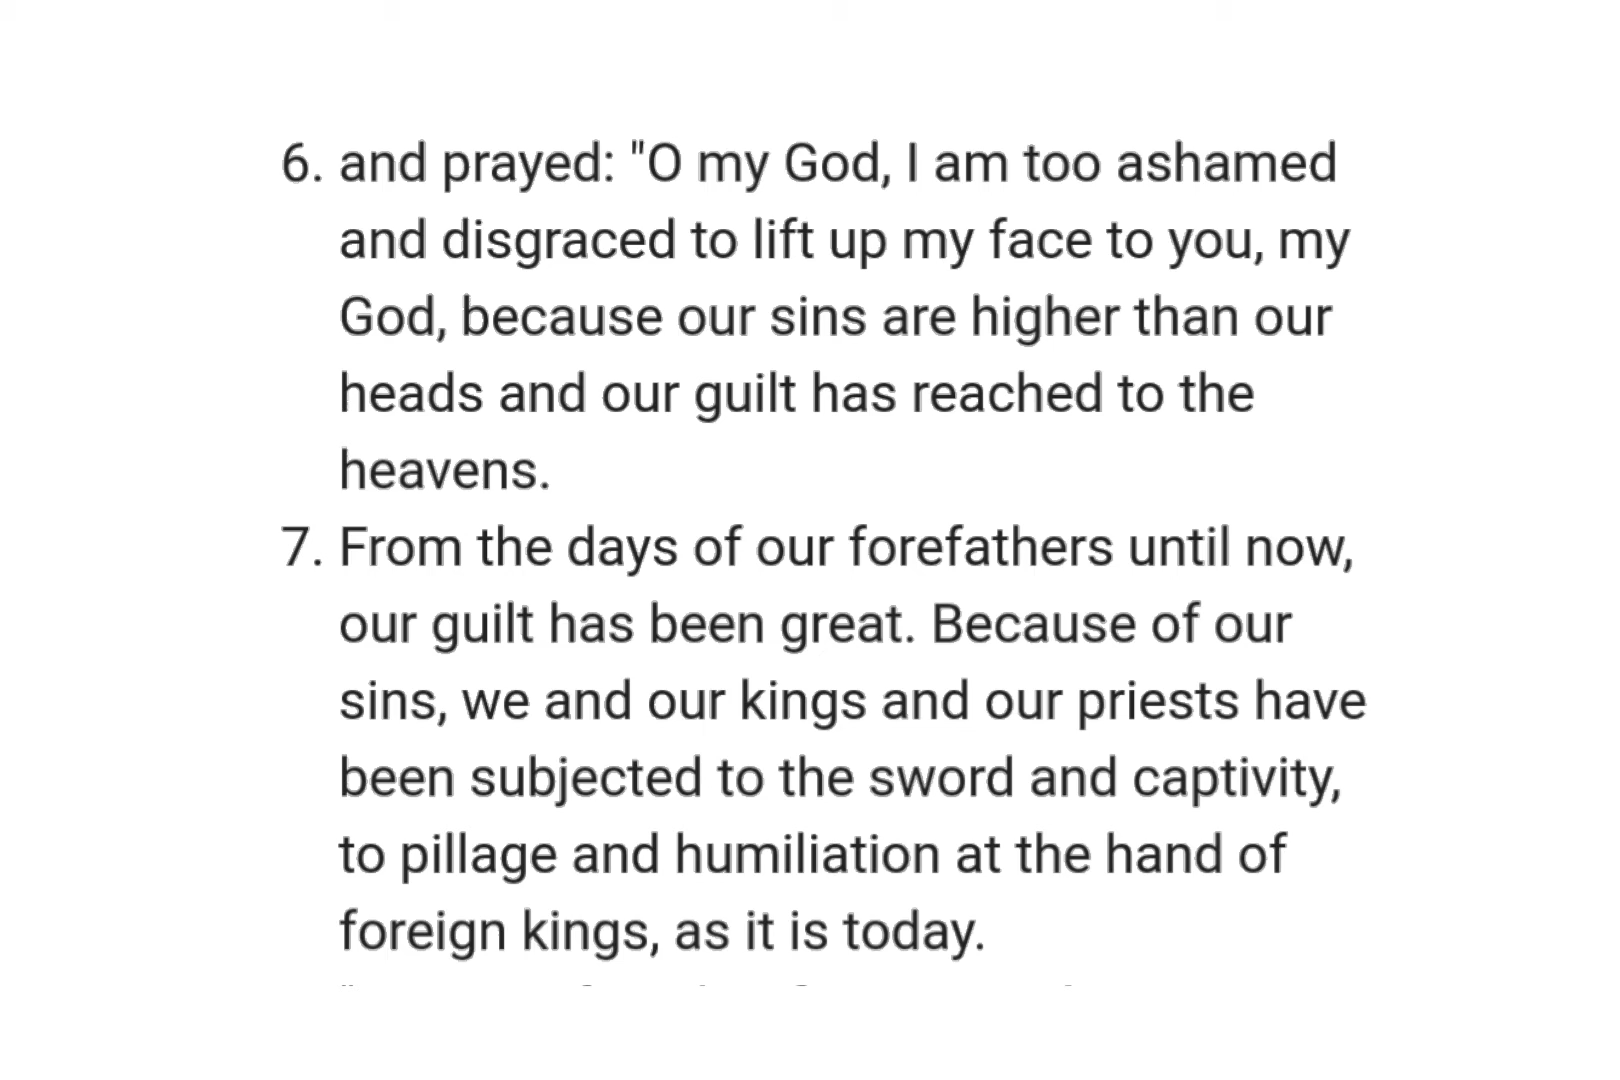 6. and prayed: "O my God, I am too ashamed
and disgraced to lift up my face to you, my
God, because our sins are higher than our
heads and our guilt has reached to the
heavens.
7. From the days of our forefathers until now,
our guilt has been great. Because of our
sins, we and our kings and our priests have
been subjected to the sword and captivity,
to pillage and humiliation at the hand of
foreign kings, as it is today.